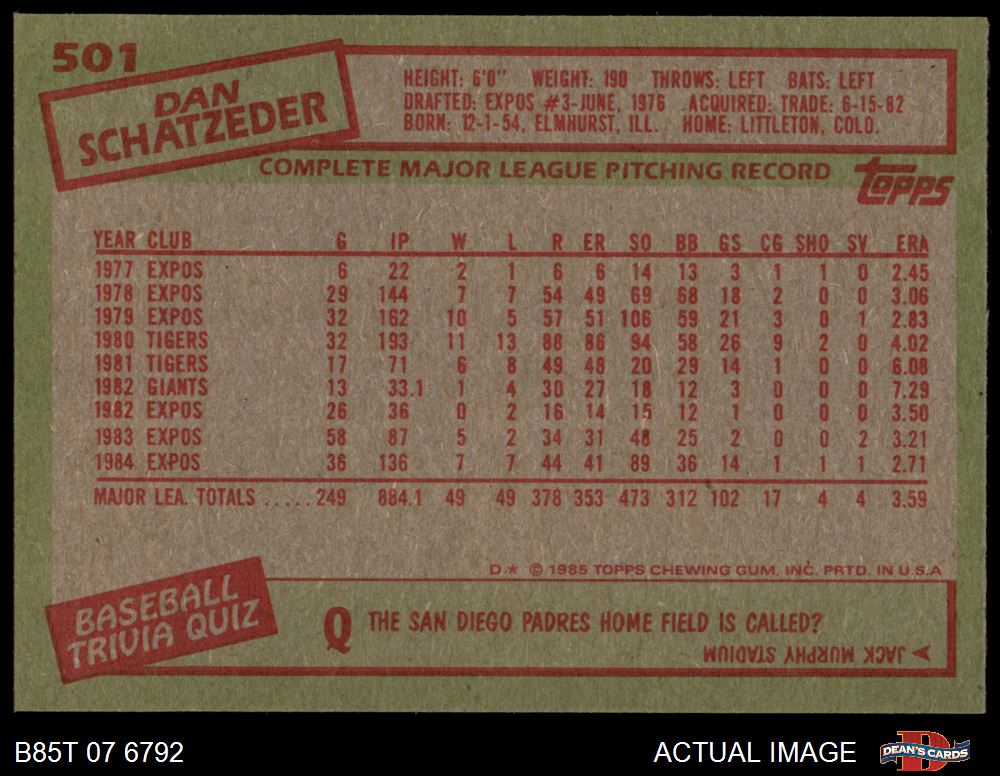 501
DAN
SCHATZEDER
HEIGHT: 6'0" WEIGHT: 190 THROWS: LEFT BATS: LEFT
DRAFTED: EXPOS #3-JUNE, 1976 ACQUIRED: TRADE: 6-15-82
BORN: 12-1-54, ELMHURST, ILL. HOME: LITTLETON, COLO.
COMPLETE MAJOR LEAGUE PITCHING RECORD
TOPPS
YEAR CLUB G IP W L R ER SO BB GS CG SHO SV ERA
1977 EXPOS 6 22 2 1 6 6 14 13 3 1 1 0 2.45
1978 EXPOS 29 144 7 7 54 49 69 68 18 2 0 0 3.06
1979 EXPOS 32 162 10 5 57 51 106 59 21 3 0 1 2.83
1980 TIGERS 32 193 11 13 88 86 94 58 26 9 2 0 4.02
1981 TIGERS 17 71 6 8 49 48 20 29 14 1 0 0 6.08
1982 GIANTS 13 33.1 1 4 30 27 18 12 3 0 0 0 7.29
1982 EXPOS 26 36 0 2 16 14 15 12 1 0 0 0 3.50
1983 EXPOS 58 87 5 2 34 31 48 25 2 0 0 2 3.21
1984 EXPOS 36 136 7 7 44 41 89 36 14 1 1 1 2.71
MAJOR LEA. TOTALS ..... 249 884.1 49 49 378 353 473 312 102 17 4 4 3.59
D.* © 1985 TOPPS CHEWING GUM, INC. PRTD. IN U.S.A
BASEBALL
TRIVIA QUIZ
Q THE SAN DIEGO PADRES HOME FIELD IS CALLED?
JACK MURPHY STADIUM
B85T 07 6792
ACTUAL IMAGE
DEAN'S CARDS